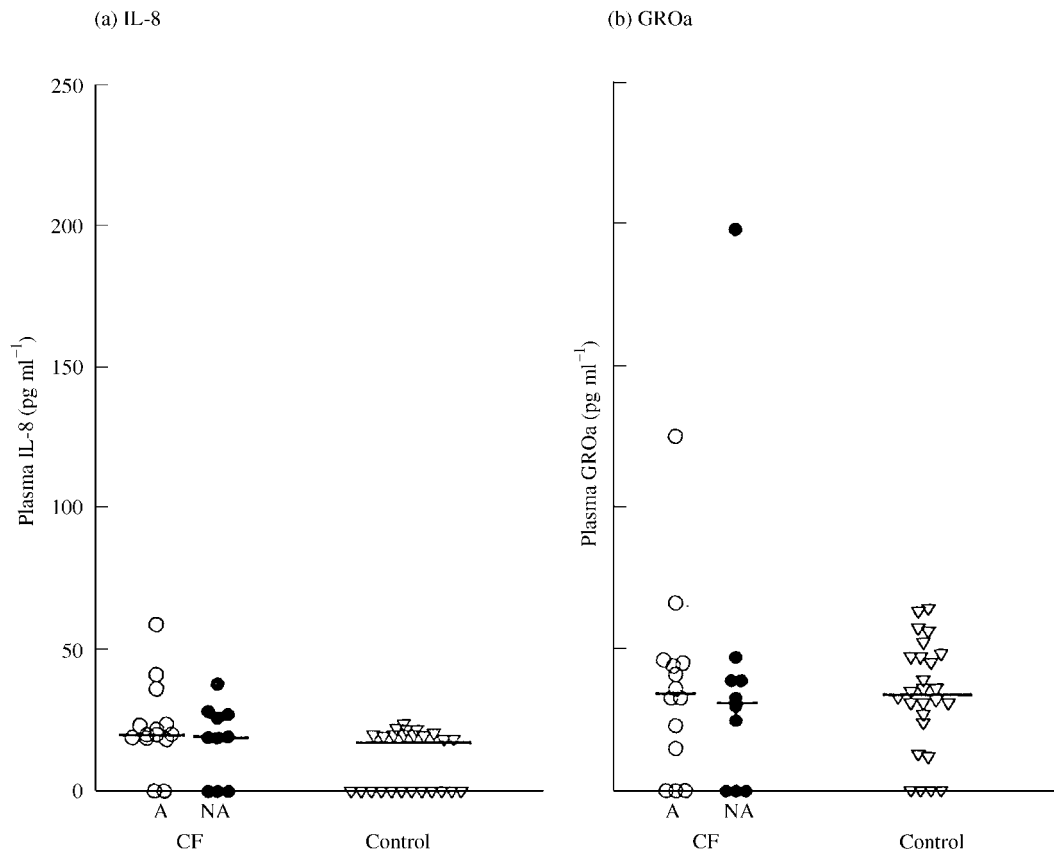 (a) IL-8
Plasma IL-8 (pg ml⁻¹)
250
200
150
100
50
0
A NA
CF Control
(b) GROa
Plasma GROa (pg ml⁻¹)
A NA
CF Control